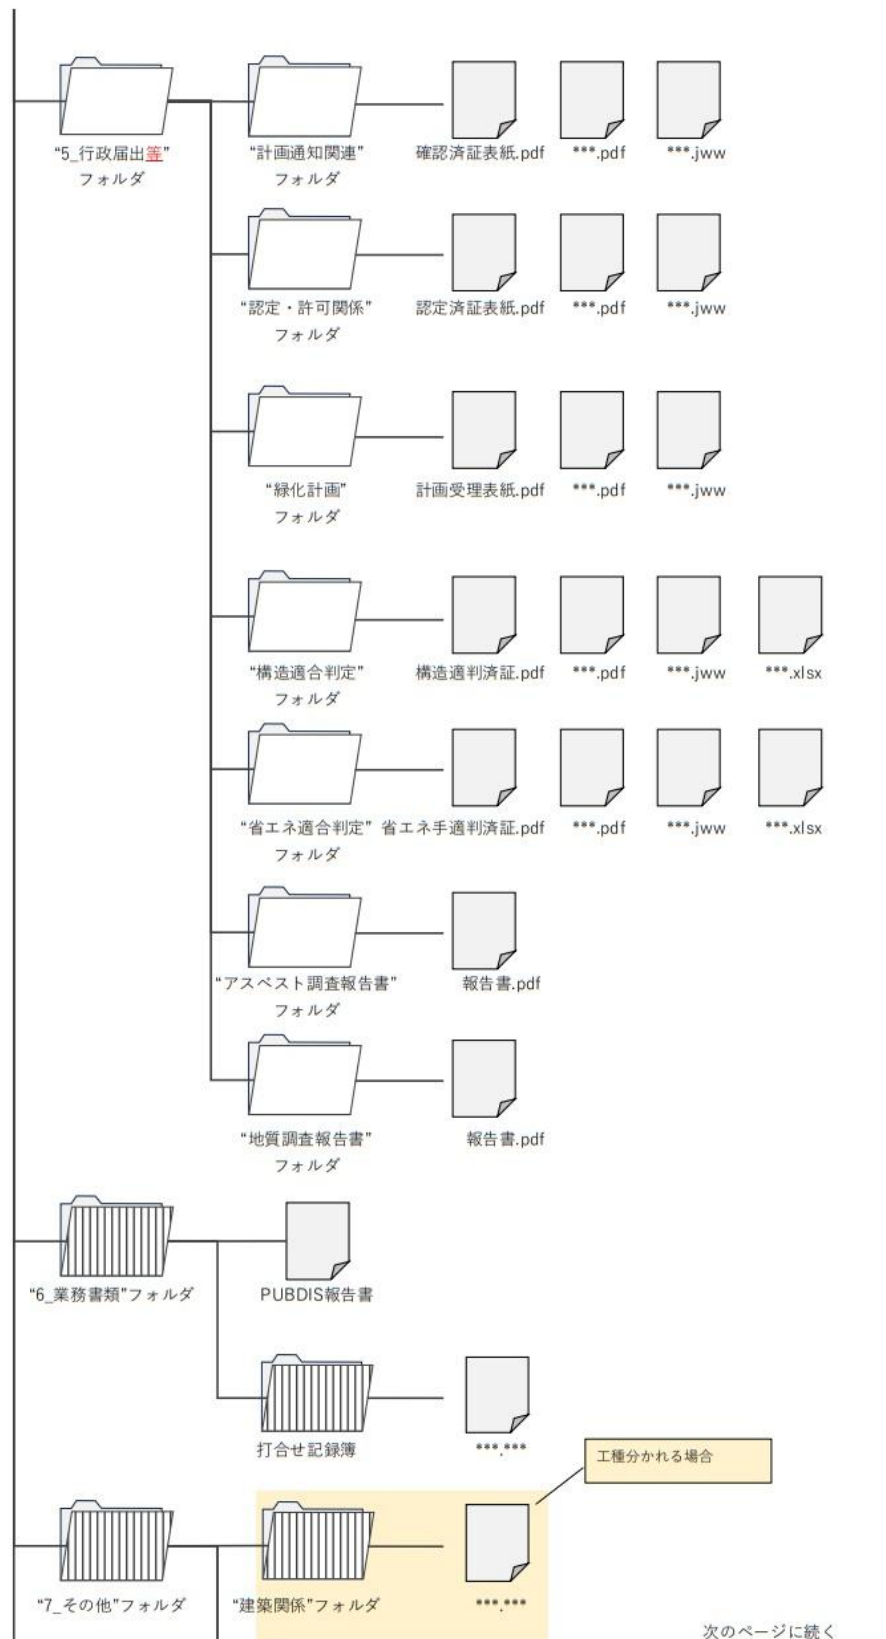 “5_行政届出等”
フォルダ
“計画通知関連”
フォルダ
確認済証表紙.pdf
***.pdf
***.jww
“認定・許可関係”
フォルダ
認定済証表紙.pdf
***.pdf
***.jww
“緑化計画”
フォルダ
計画受理表紙.pdf
***.pdf
***.jww
“構造適合判定”
フォルダ
構造適判済証.pdf
***.pdf
***.jww
***.xlsx
“省エネ適合判定”
フォルダ
省エネ手適判済証.pdf
***.pdf
***.jww
***.xlsx
“アスベスト調査報告書”
フォルダ
報告書.pdf
“地質調査報告書”
フォルダ
報告書.pdf
“6_業務書類”フォルダ
PUBDIS報告書
打合せ記録簿
***.***
工種分かれる場合
“7_その他”フォルダ
“建築関係”フォルダ
***.***
次のページに続く